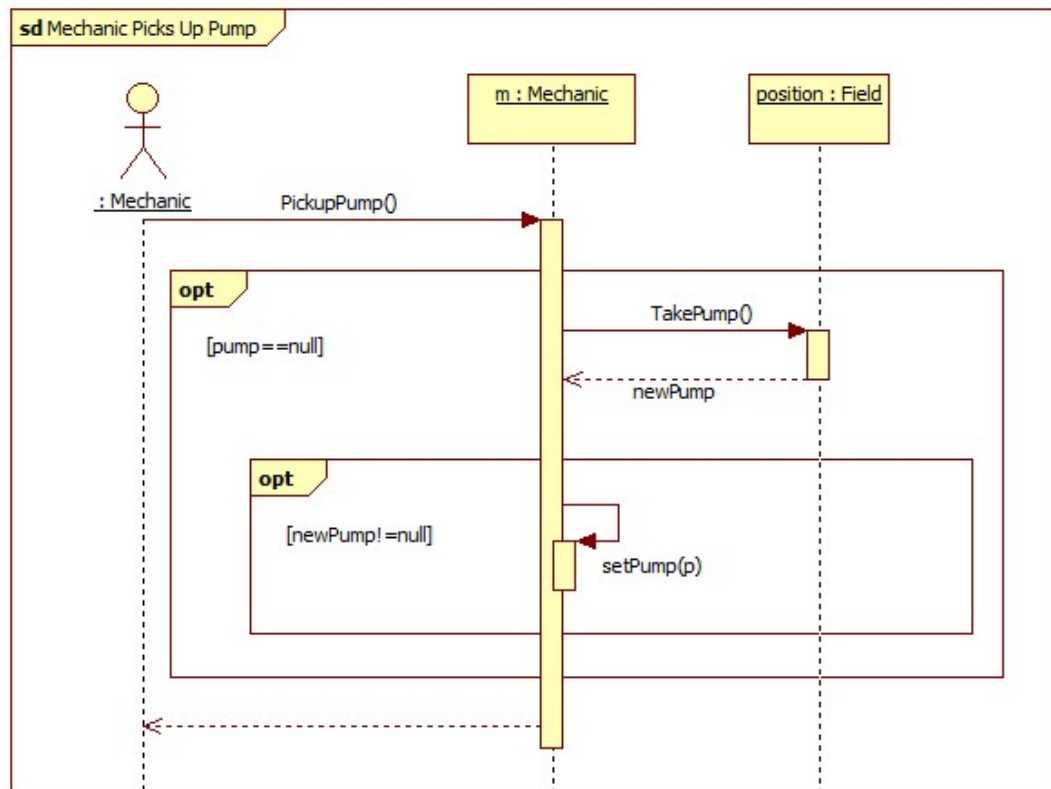 sd Mechanic Picks Up Pump
m : Mechanic
position : Field
: Mechanic
PickupPump()
opt
TakePump()
[pump==null]
newPump
opt
[newPump!=null]
setPump(p)